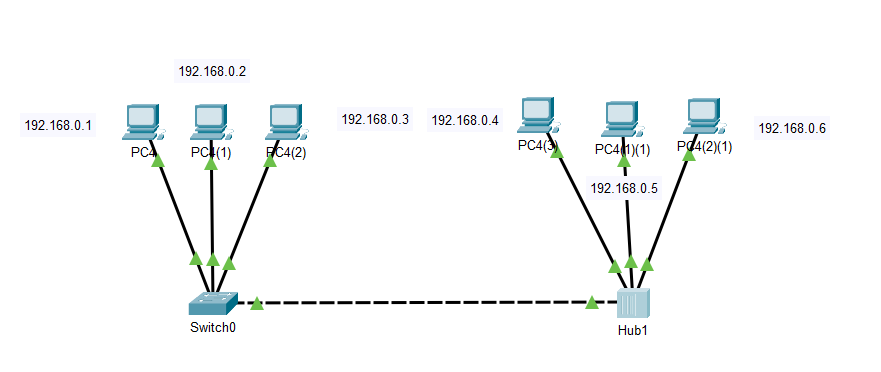 192.168.0.2
192.168.0.1
192.168.0.3
192.168.0.4
192.168.0.6
PC4
PC4(1)
PC4(2)
PC4(3)
PC4(1)(1)
PC4(2)(1)
192.168.0.5
Switch0
Hub1